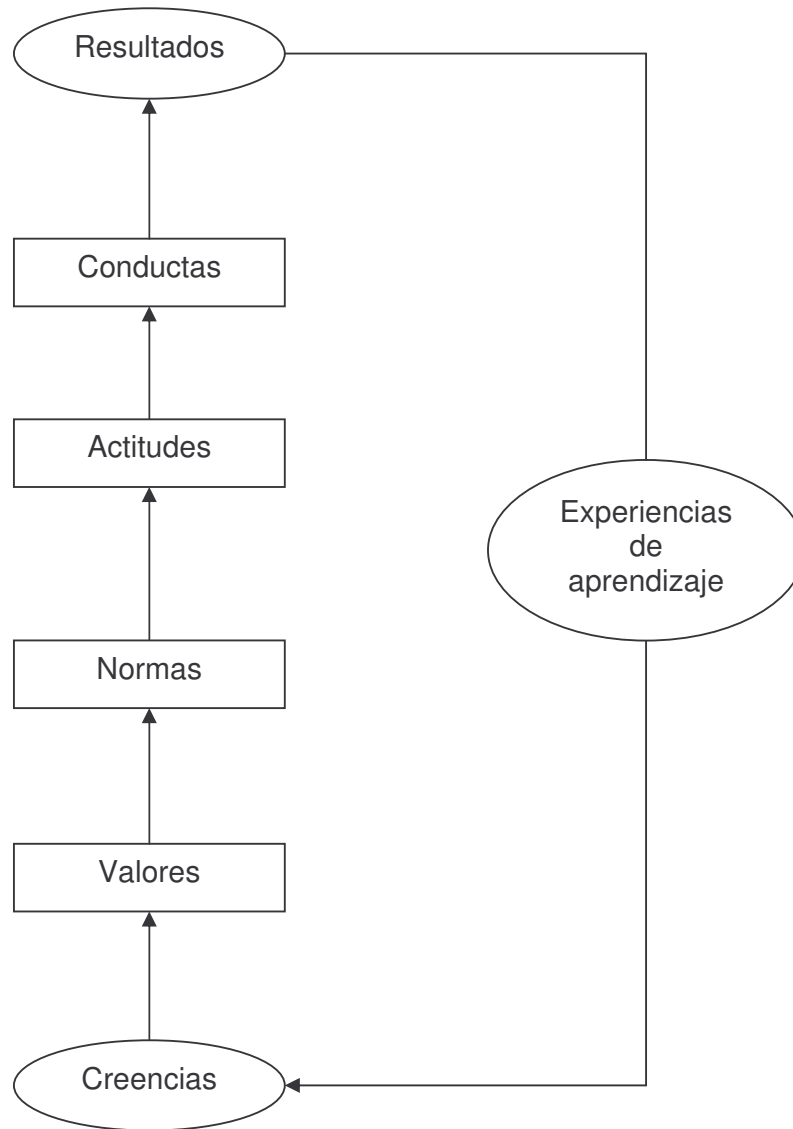 Resultados
Conductas
Actitudes
Experiencias
de
aprendizaje
Normas
Valores
Creencias